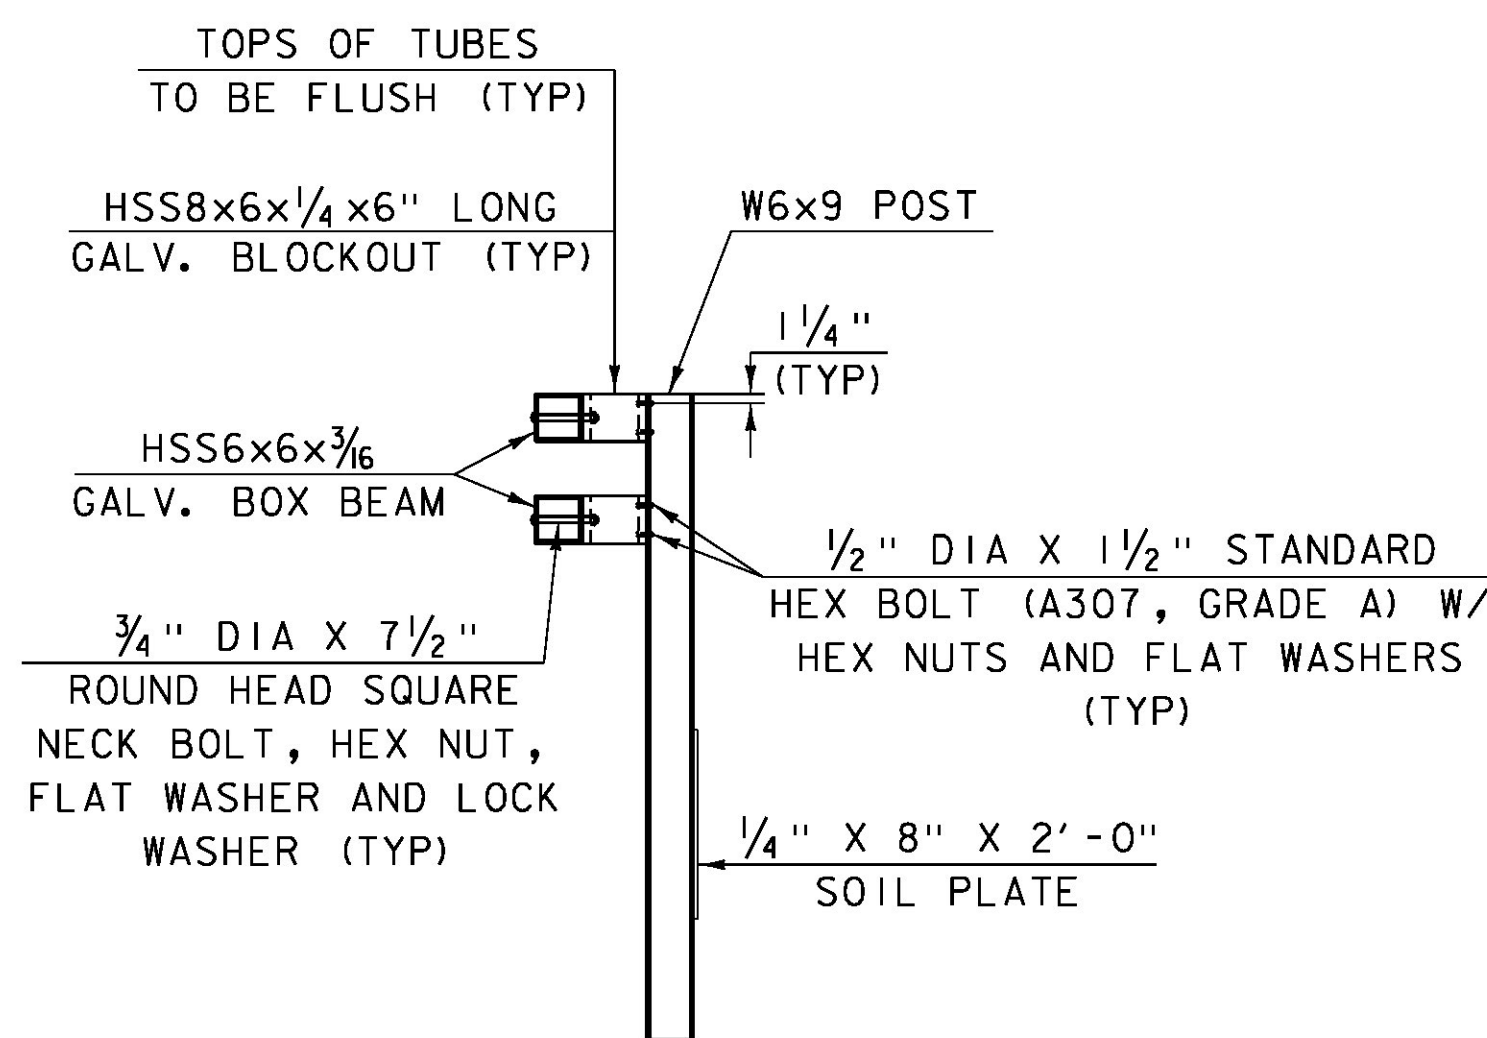 TOPS OF TUBES
TO BE FLUSH (TYP)
HSS8x6x1/4 x6" LONG
GALV. BLOCKOUT (TYP)
W6x9 POST
1 1/4"
(TYP)
HSS6x6x3/16
GALV. BOX BEAM
1/2" DIA X 1 1/2" STANDARD
HEX BOLT (A307, GRADE A) W/
HEX NUTS AND FLAT WASHERS
(TYP)
3/4" DIA X 7 1/2"
ROUND HEAD SQUARE
NECK BOLT, HEX NUT,
FLAT WASHER AND LOCK
WASHER (TYP)
1/4" X 8" X 2'-0"
SOIL PLATE